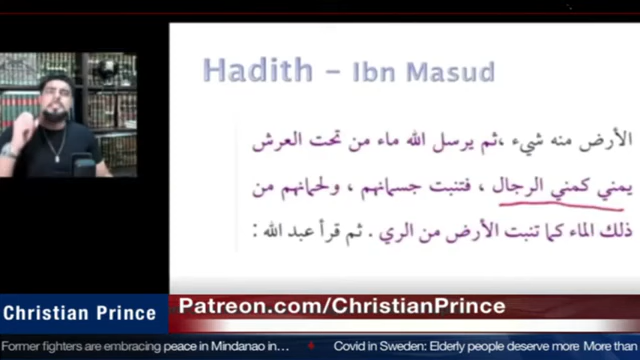 Hadith – Ibn Masud
الأرض منه شيء ، ثم يرسل الله ماء من تحت العرش
يمني كمني الرجال ، فتنبت جسمانهم ، ولحمانهم من
ذلك الماء كما تنبت الأرض من الري . ثم قرأ عبد الله :
Christian Prince
Patreon.com/ChristianPrince
Former fighters are embracing peace in Mindanao in… Covid in Sweden: Elderly people deserve more More than